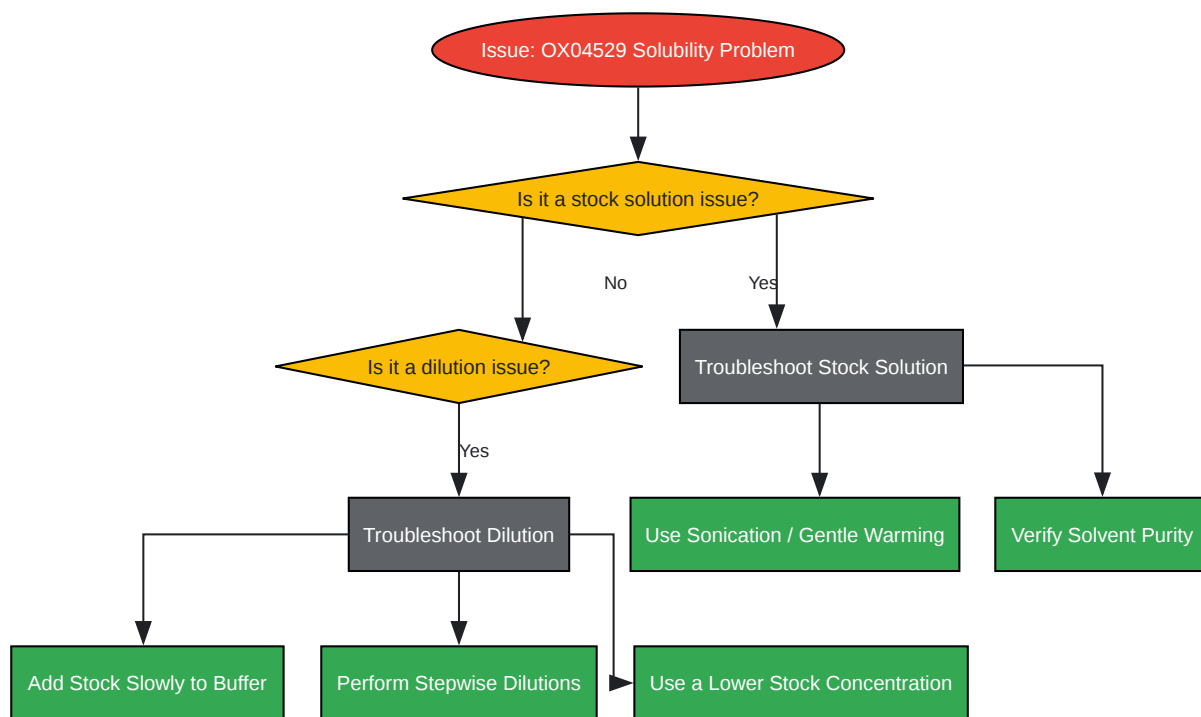 Issue: OX04529 Solubility Problem
Is it a stock solution issue?
No
Yes
Is it a dilution issue?
Troubleshoot Stock Solution
Yes
Troubleshoot Dilution
Use Sonication / Gentle Warming
Verify Solvent Purity
Add Stock Slowly to Buffer
Perform Stepwise Dilutions
Use a Lower Stock Concentration